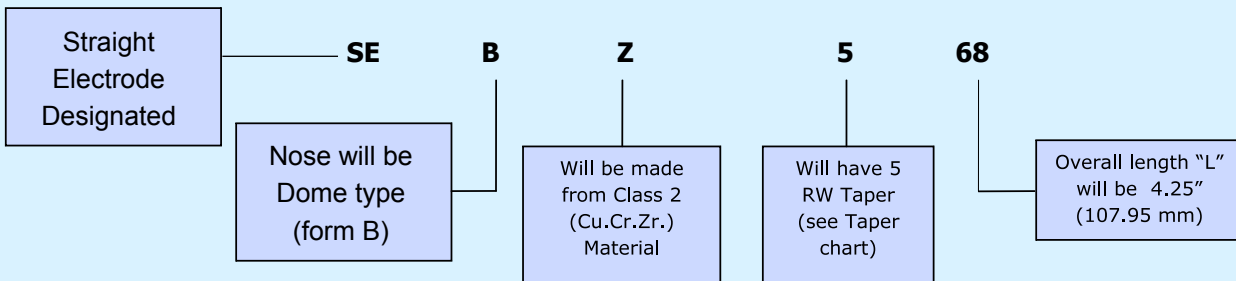 SE B Z 5 68
Straight
Electrode
Designated
Nose will be
Dome type
(form B)
Will be made
from Class 2
(Cu.Cr.Zr.)
Material
Will have 5
RW Taper
(see Taper
chart)
Overall length “L”
will be 4.25”
(107.95 mm)